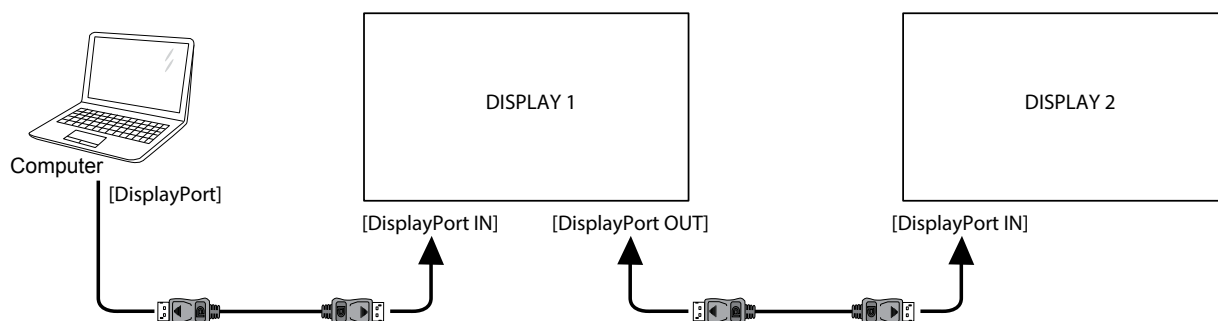 DISPLAY 1
DISPLAY 2
Computer
[DisplayPort]
[DisplayPort IN]
[DisplayPort OUT]
[DisplayPort IN]